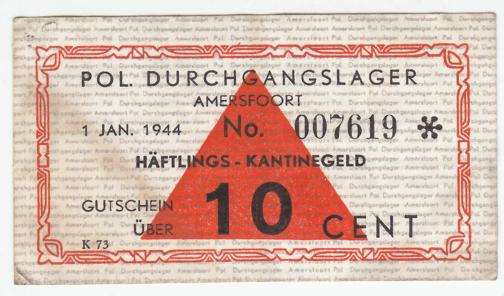 POL. DURCHGANGSLAGER
AMERSFOORT
1 JAN. 1944 No. 007619 *
HÄFTLINGS - KANTINEGELD
GUTSCHEIN
ÜBER 10 CENT
K 73